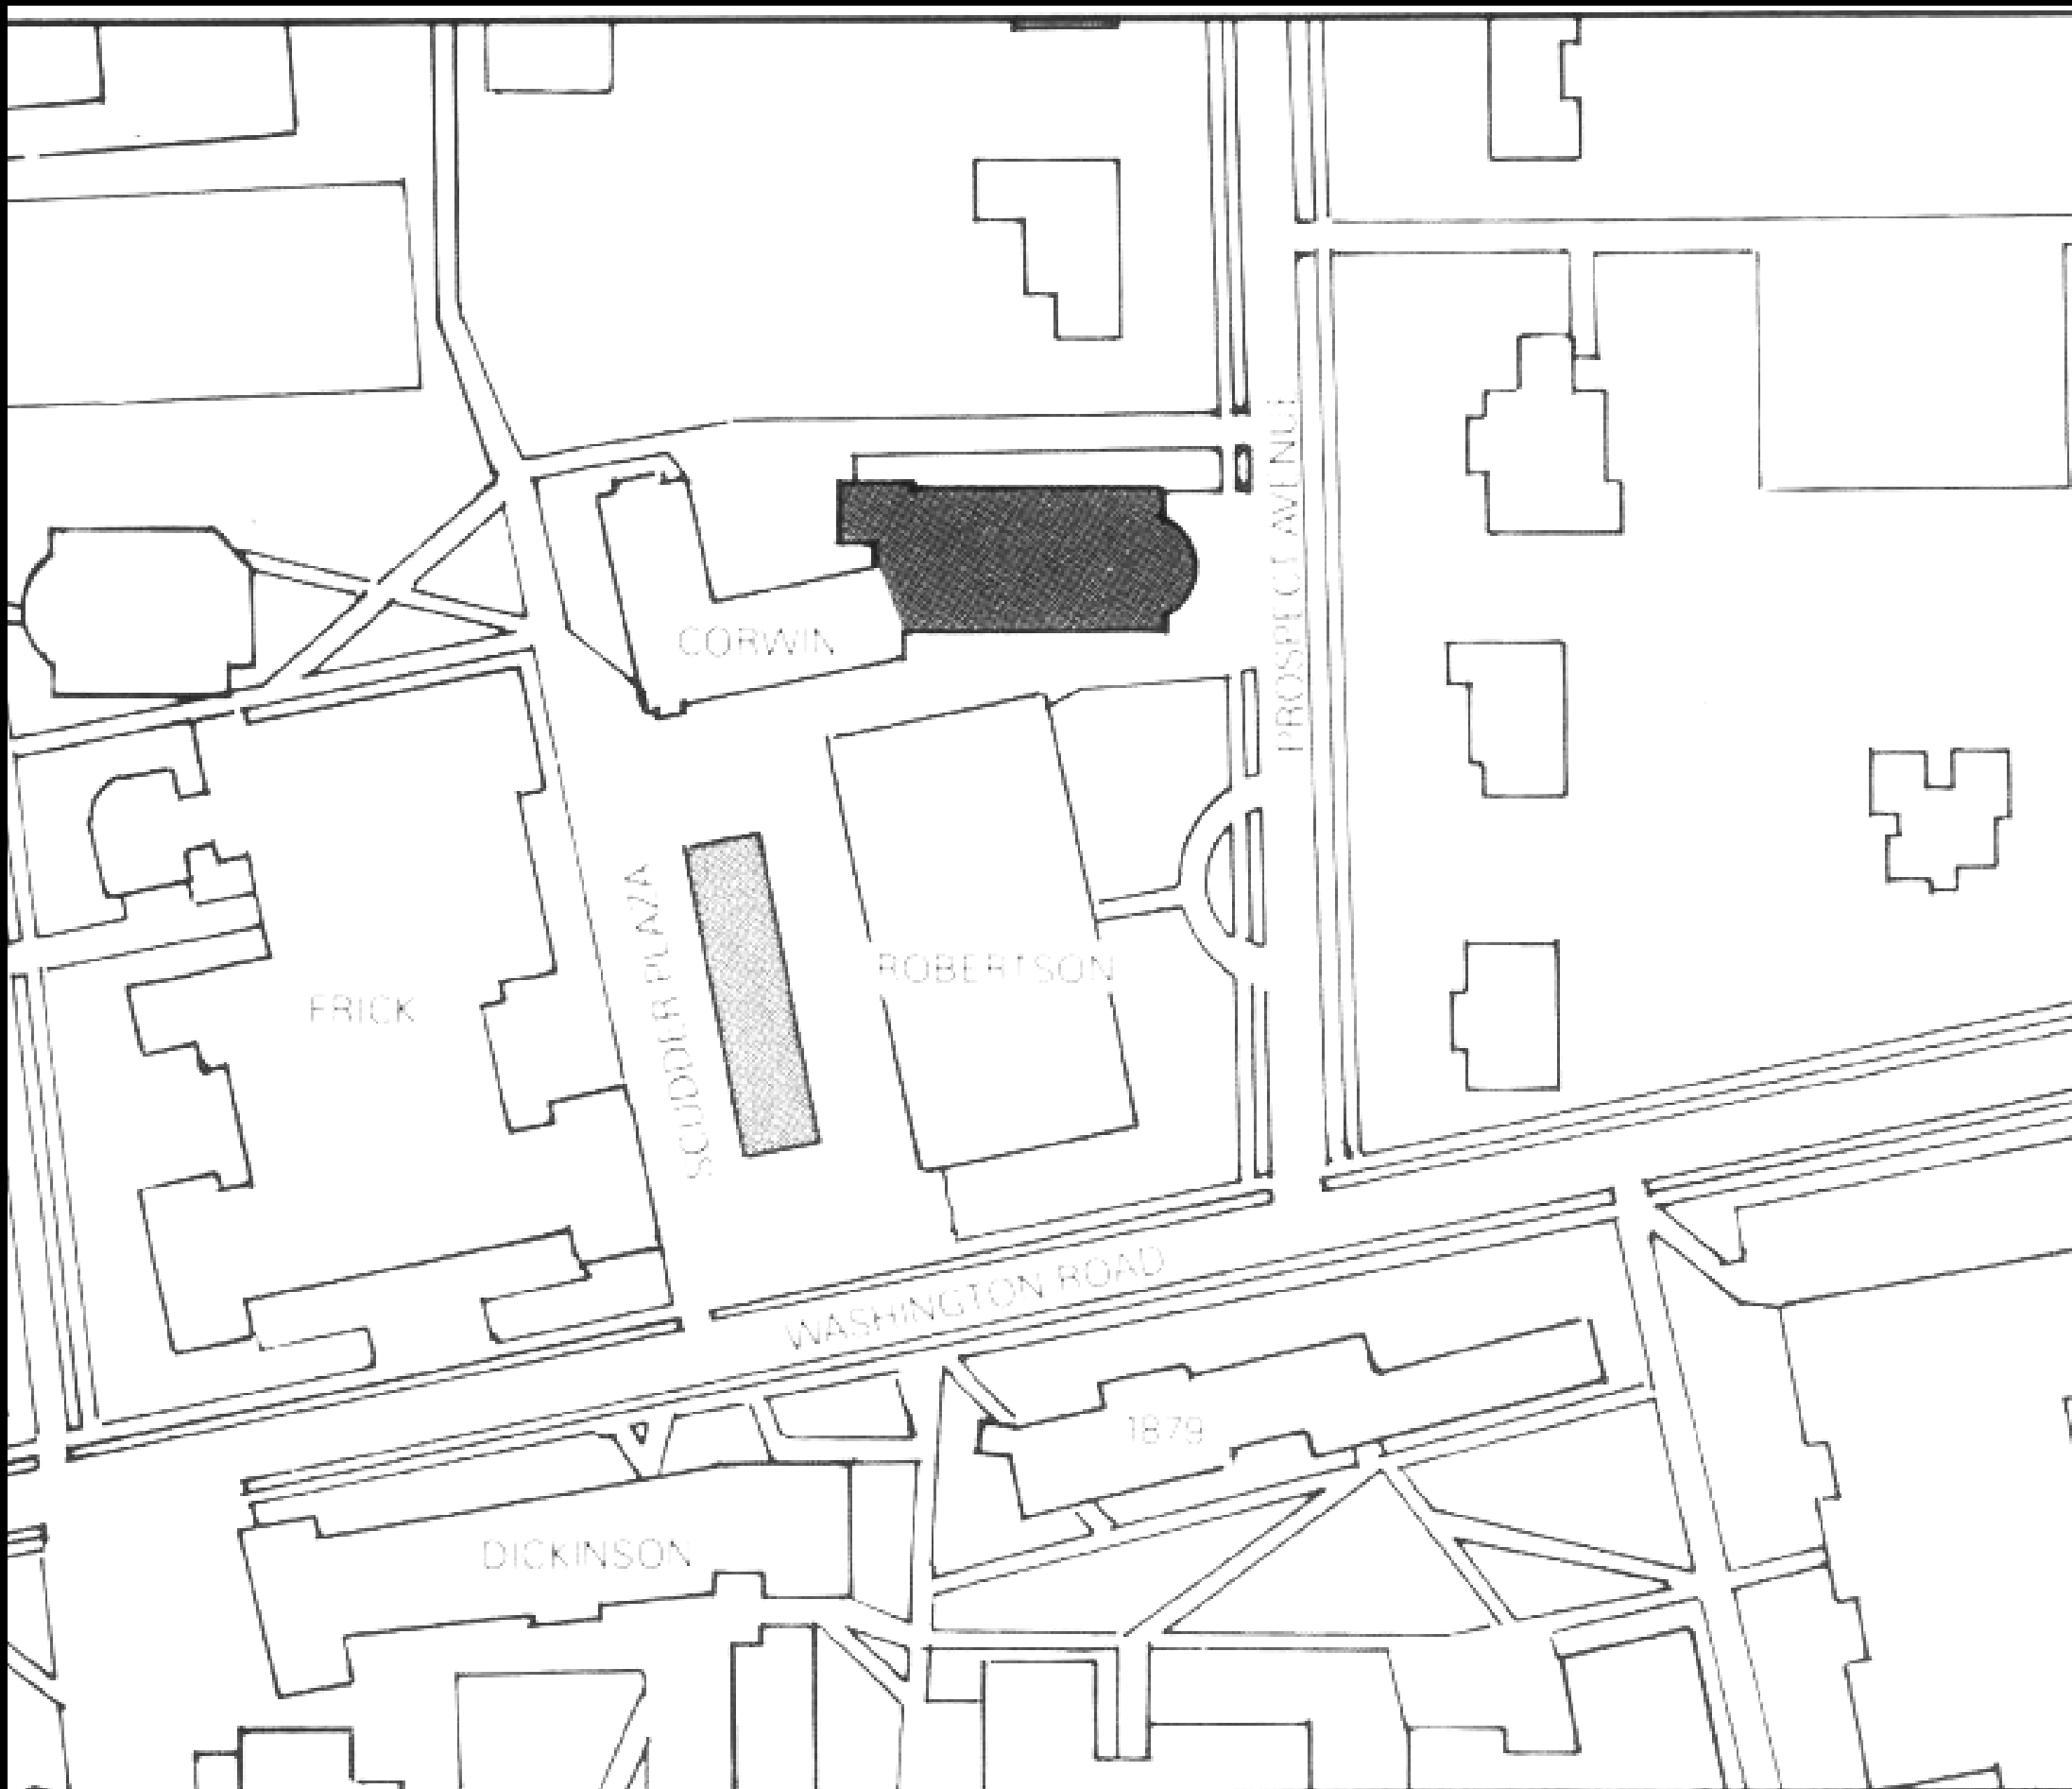 PROSPECT AVENUE
CORWIN
SCUDDER PLAZA
ROBERTSON
FRICK
WASHINGTON ROAD
1879
DICKINSON